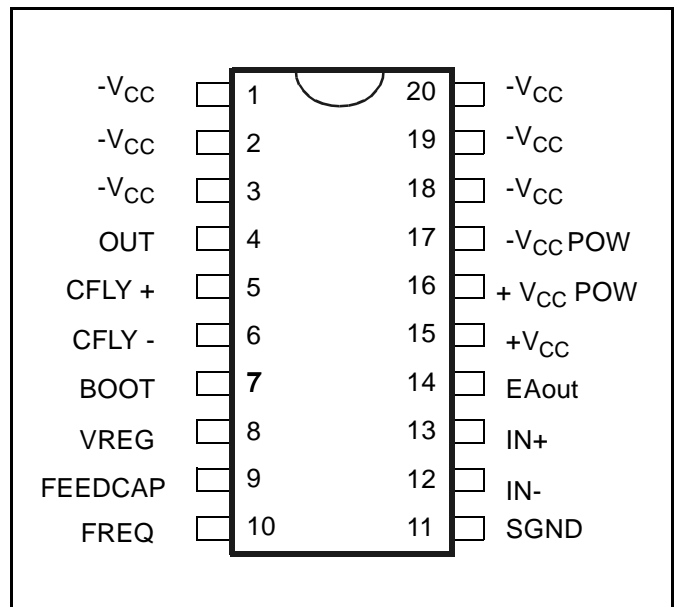 -VCC 1 20 -VCC
-VCC 2 19 -VCC
-VCC 3 18 -VCC
OUT 4 17 -VCC POW
CFLY + 5 16 + VCC POW
CFLY - 6 15 +VCC
BOOT 7 14 EAout
VREG 8 13 IN+
FEEDCAP 9 12 IN-
FREQ 10 11 SGND